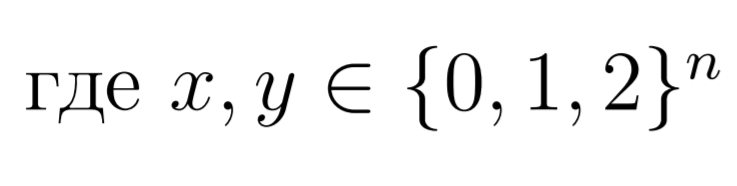 где x, y ∈ {0, 1, 2}ⁿ